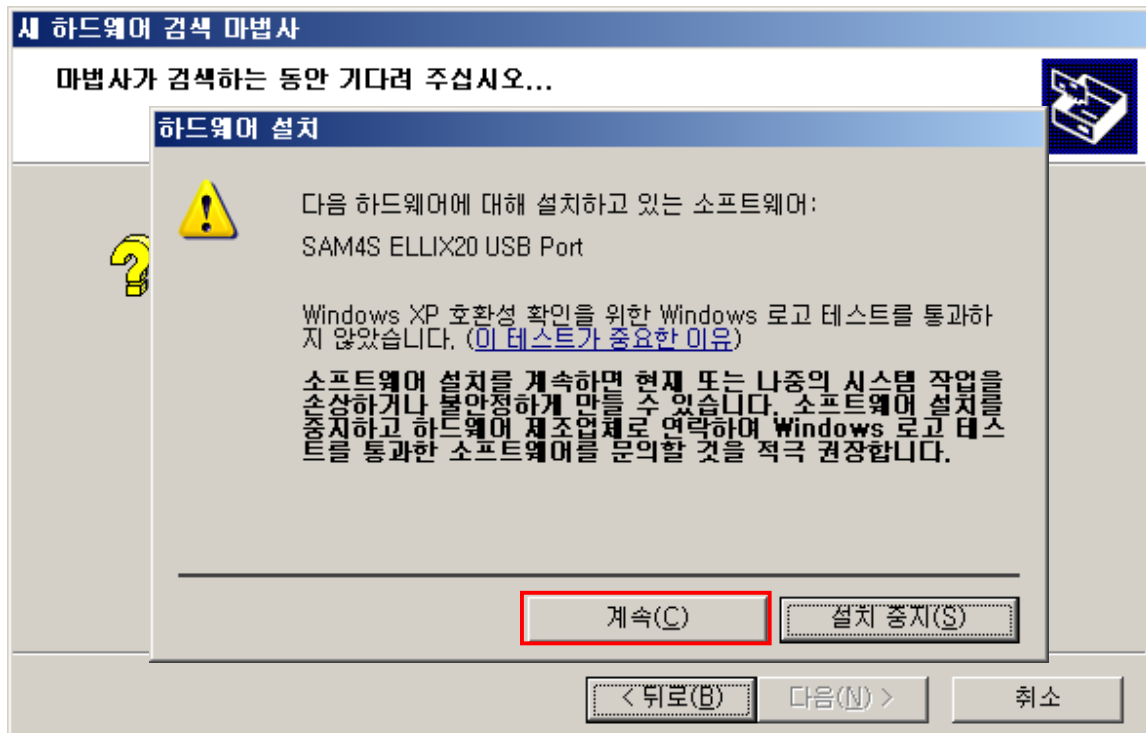 새 하드웨어 검색 마법사
마법사가 검색하는 동안 기다려 주십시오...
하드웨어 설치
다음 하드웨어에 대해 설치하고 있는 소프트웨어:
SAM4S ELLIX20 USB Port
Windows XP 호환성 확인을 위한 Windows 로고 테스트를 통과하
지 않았습니다. (이 테스트가 중요한 이유)
소프트웨어 설치를 계속하면 현재 또는 나중의 시스템 작업을
손상하거나 불안정하게 만들 수 있습니다. 소프트웨어 설치를
중지하고 하드웨어 제조업체로 연락하여 Windows 로고 테스
트를 통과한 소프트웨어를 문의할 것을 적극 권장합니다.
계속(C)
설치 중지(S)
< 뒤로(B)
다음(N) >
취소